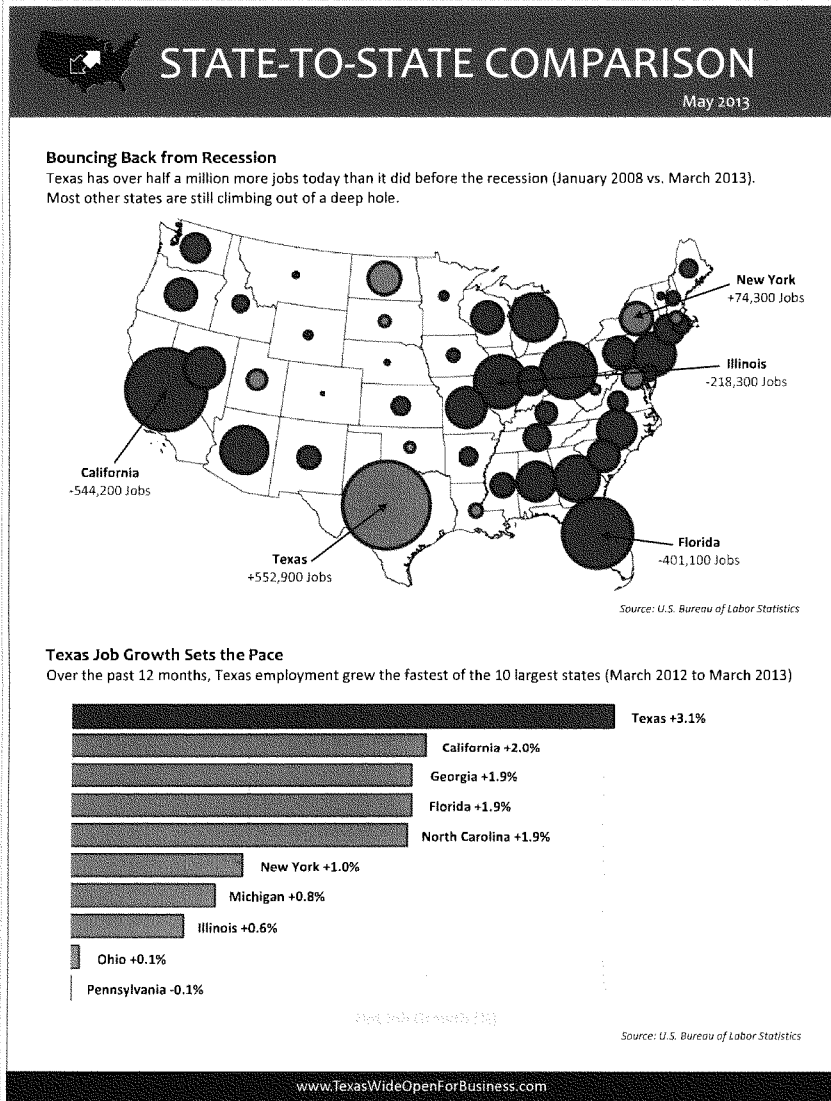 STATE-TO-STATE COMPARISON
May 2013
Bouncing Back from Recession
Texas has over half a million more jobs today than it did before the recession (January 2008 vs. March 2013).
Most other states are still climbing out of a deep hole.
New York
+74,300 Jobs
Illinois
-218,300 Jobs
California
-544,200 Jobs
Texas
+552,900 Jobs
Florida
-401,100 Jobs
Source: U.S. Bureau of Labor Statistics
Texas Job Growth Sets the Pace
Over the past 12 months, Texas employment grew the fastest of the 10 largest states (March 2012 to March 2013)
Texas +3.1%
California +2.0%
Georgia +1.9%
Florida +1.9%
North Carolina +1.9%
New York +1.0%
Michigan +0.8%
Illinois +0.6%
Ohio +0.1%
Pennsylvania -0.1%
Job Growth (%)
Source: U.S. Bureau of Labor Statistics
www.TexasWideOpenForBusiness.com